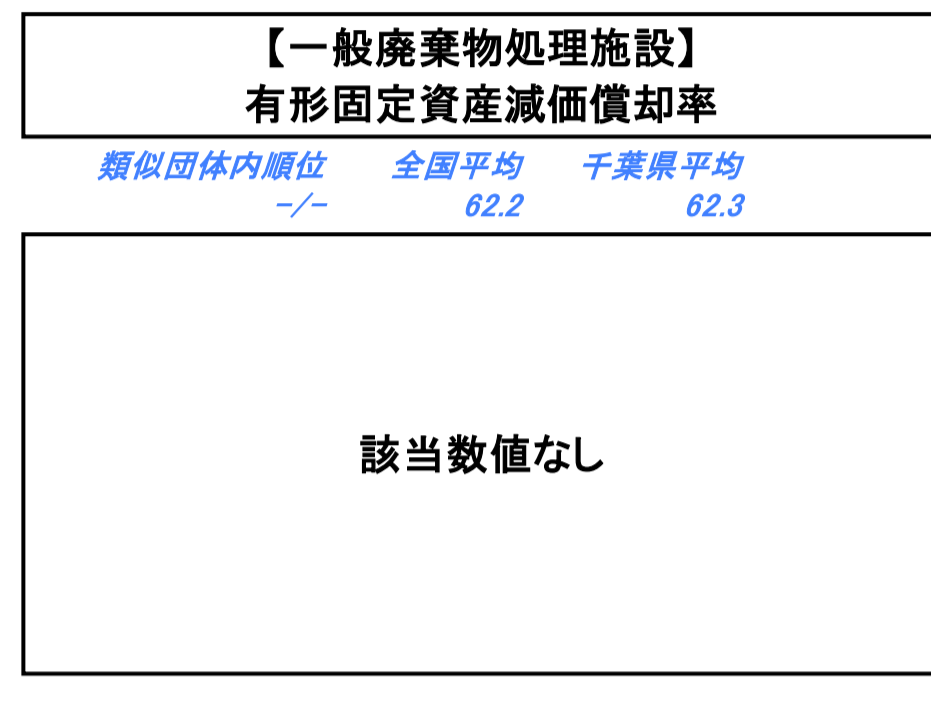 【一般廃棄物処理施設】
有形固定資産減価償却率
類似団体内順位 全国平均 千葉県平均
-/- 62.2 62.3
該当数値なし